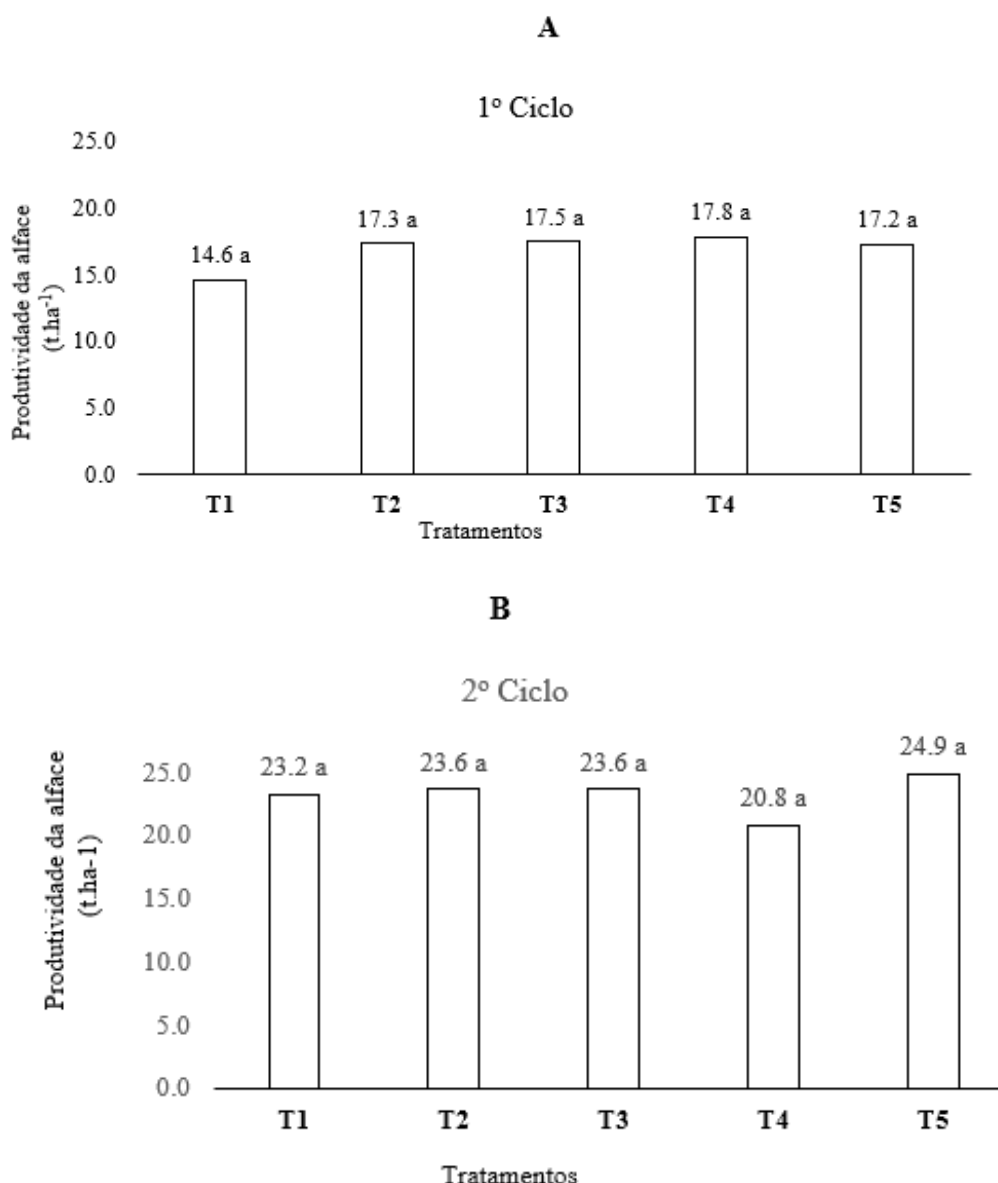 A
1º Ciclo
Produtividade da alface
(t.ha-1)
25.0
20.0
15.0
10.0
5.0
0.0
14.6 a
17.3 a
17.5 a
17.8 a
17.2 a
T1
T2
T3
T4
T5
Tratamentos
B
2º Ciclo
Produtividade da alface
(t.ha-1)
25.0
20.0
15.0
10.0
5.0
0.0
23.2 a
23.6 a
23.6 a
20.8 a
24.9 a
T1
T2
T3
T4
T5
Tratamentos